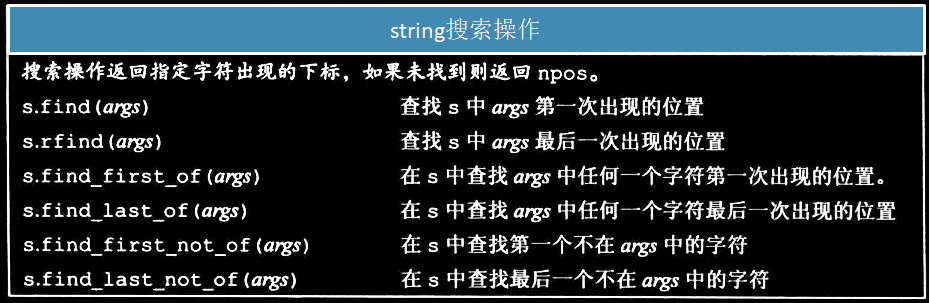 string搜索操作
搜索操作返回指定字符出现的下标，如果未找到则返回 npos。
s.find(args) 查找 s 中 args 第一次出现的位置
s.rfind(args) 查找 s 中 args 最后一次出现的位置
s.find_first_of(args) 在 s 中查找 args 中任何一个字符第一次出现的位置。
s.find_last_of(args) 在 s 中查找 args 中任何一个字符最后一次出现的位置
s.find_first_not_of(args) 在 s 中查找第一个不在 args 中的字符
s.find_last_not_of(args) 在 s 中查找最后一个不在 args 中的字符